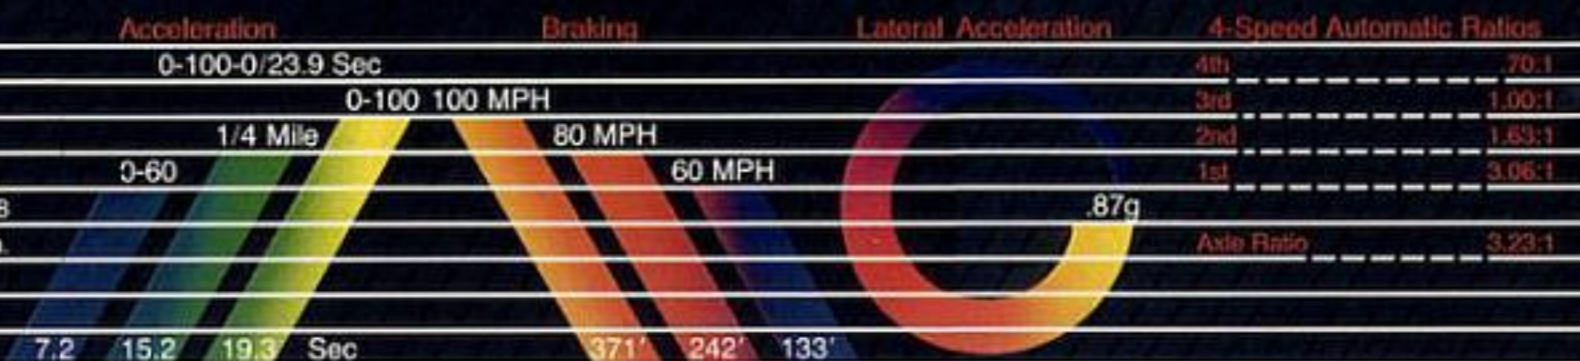 Acceleration Braking Lateral Acceleration 4-Speed Automatic Ratios
0-100-0/23.9 Sec 4th .70:1
0-100 100 MPH 3rd 1.00:1
1/4 Mile 80 MPH 2nd 1.63:1
0-60 60 MPH 1st 3.06:1
8 .87g
Axle Ratio 3.23:1
7.2 15.2 19.3 Sec 371' 242' 133'